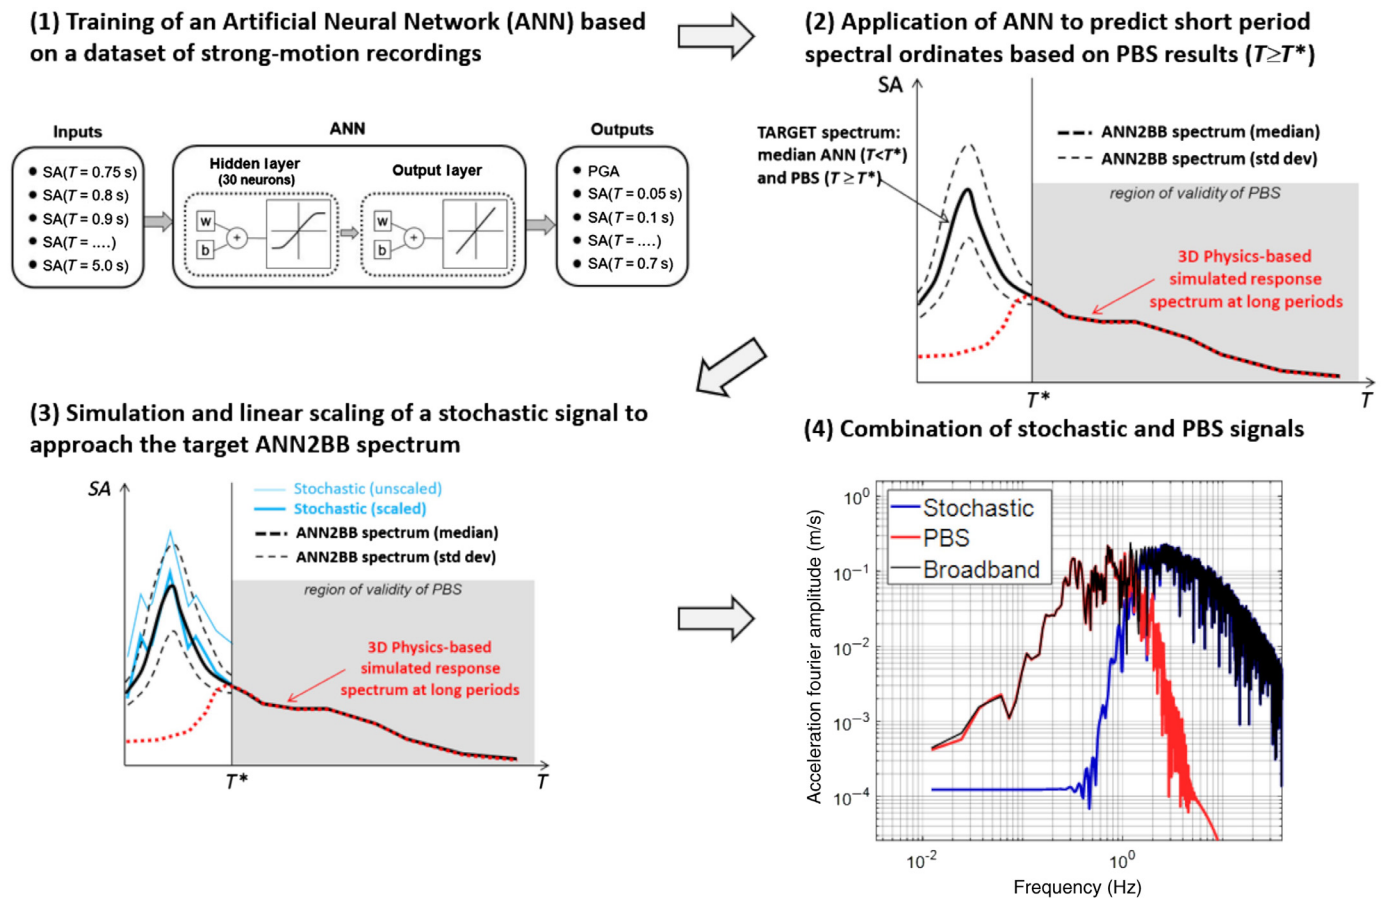 (1) Training of an Artificial Neural Network (ANN) based
on a dataset of strong-motion recordings
Inputs
SA(T = 0.75 s)
SA(T = 0.8 s)
SA(T = 0.9 s)
SA(T = ....)
SA(T = 5.0 s)
ANN
Hidden layer
(30 neurons)
w
b
+
Output layer
w
b
+
Outputs
PGA
SA(T = 0.05 s)
SA(T = 0.1 s)
SA(T = ....)
SA(T = 0.7 s)
(2) Application of ANN to predict short period
spectral ordinates based on PBS results (T≥T*)
SA
TARGET spectrum:
median ANN (T<T*)
and PBS (T ≥ T*)
ANN2BB spectrum (median)
ANN2BB spectrum (std dev)
region of validity of PBS
3D Physics-based
simulated response
spectrum at long periods
T*
T
(3) Simulation and linear scaling of a stochastic signal to
approach the target ANN2BB spectrum
SA
Stochastic (unscaled)
Stochastic (scaled)
ANN2BB spectrum (median)
ANN2BB spectrum (std dev)
region of validity of PBS
3D Physics-based
simulated response
spectrum at long periods
T*
T
(4) Combination of stochastic and PBS signals
Acceleration fourier amplitude (m/s)
10⁰
10⁻¹
10⁻²
10⁻³
10⁻⁴
Stochastic
PBS
Broadband
10⁻²
10⁰
Frequency (Hz)